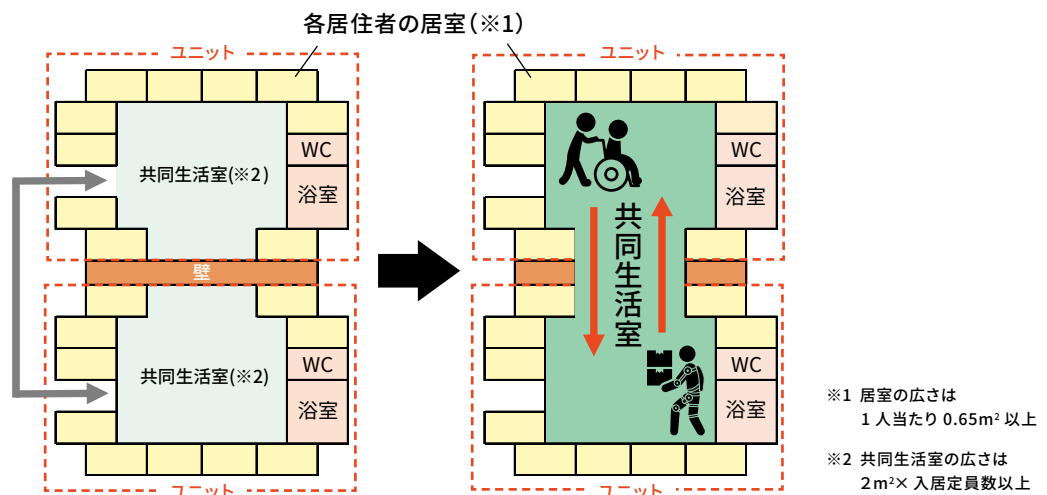 各居住者の居室(※1)
ユニット
WC
共同生活室(※2)
浴室
壁
共同生活室(※2)
WC
浴室
ユニット
ユニット
WC
浴室
共同生活室
WC
浴室
ユニット
※1 居室の広さは
1人当たり 0.65m² 以上
※2 共同生活室の広さは
2m²× 入居定員数以上